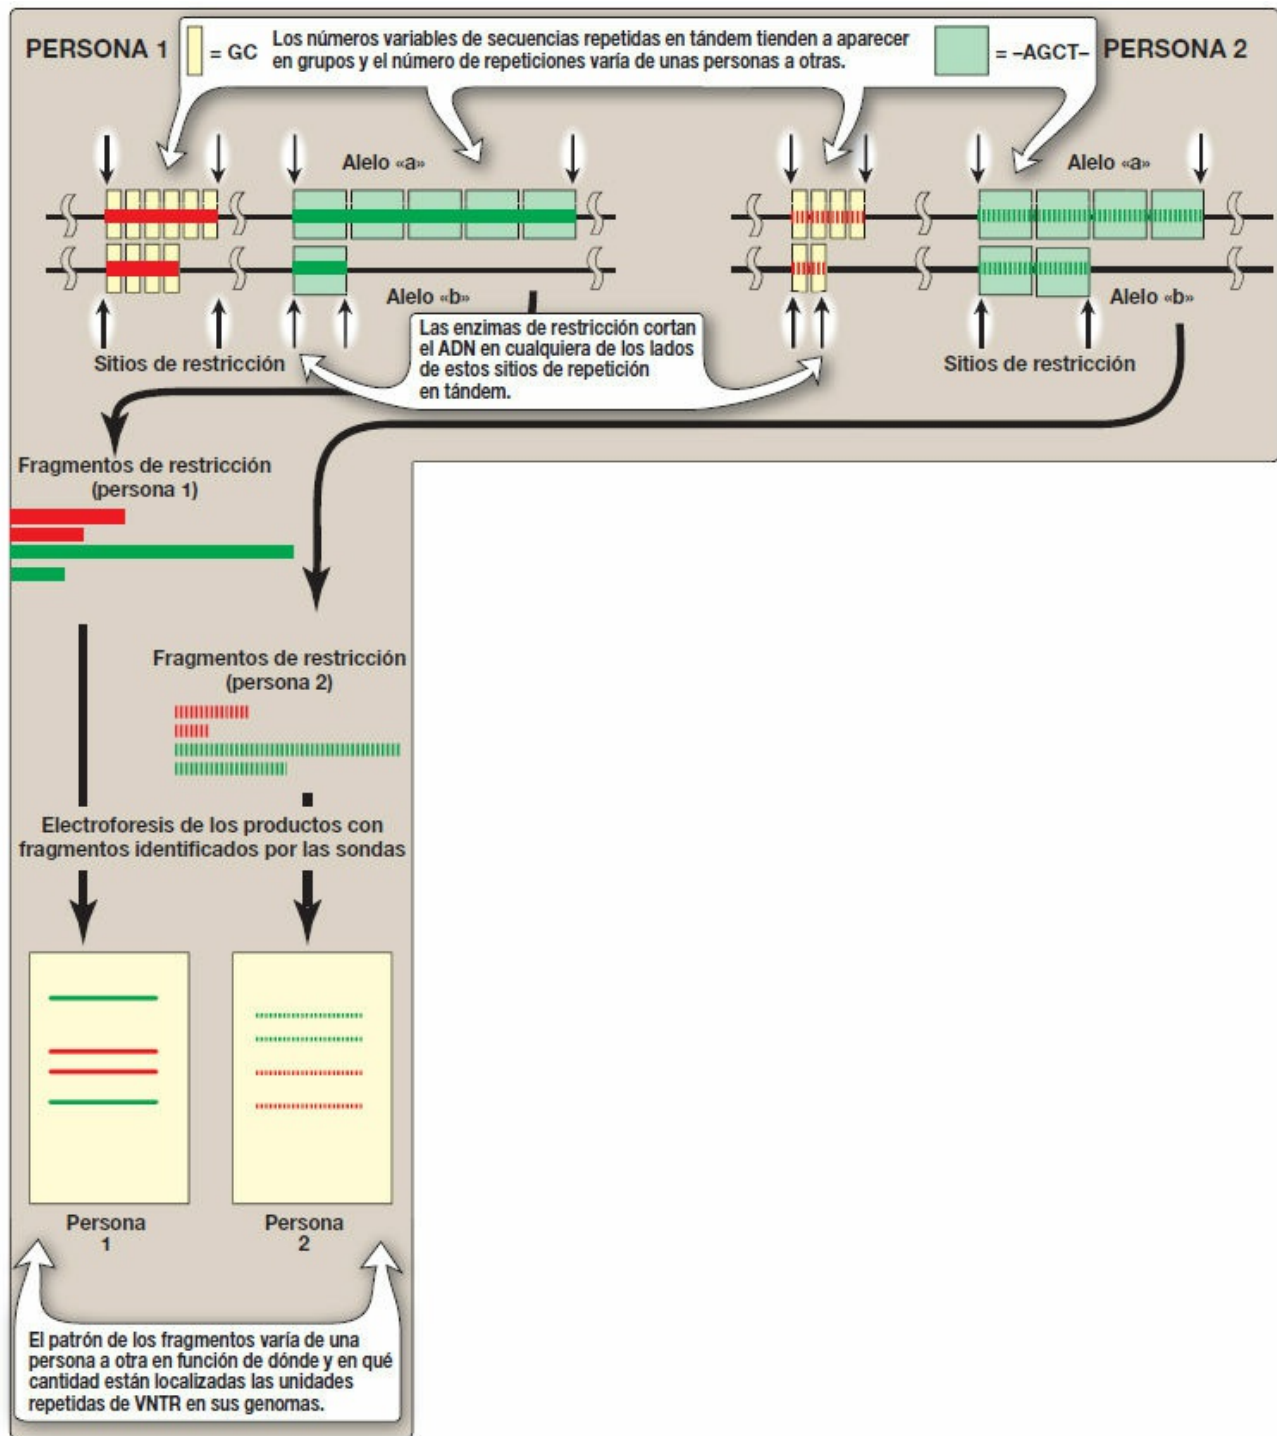 PERSONA 1
= GC
Los números variables de secuencias repetidas en tándem tienden a aparecer
en grupos y el número de repeticiones varía de unas personas a otras.
= –AGCT–
PERSONA 2
Alelo «a»
Alelo «a»
Alelo «b»
Alelo «b»
Sitios de restricción
Las enzimas de restricción cortan
el ADN en cualquiera de los lados
de estos sitios de repetición
en tándem.
Sitios de restricción
Fragmentos de restricción
(persona 1)
Fragmentos de restricción
(persona 2)
Electroforesis de los productos con
fragmentos identificados por las sondas
Persona
1
Persona
2
El patrón de los fragmentos varía de una
persona a otra en función de dónde y en qué
cantidad están localizadas las unidades
repetidas de VNTR en sus genomas.